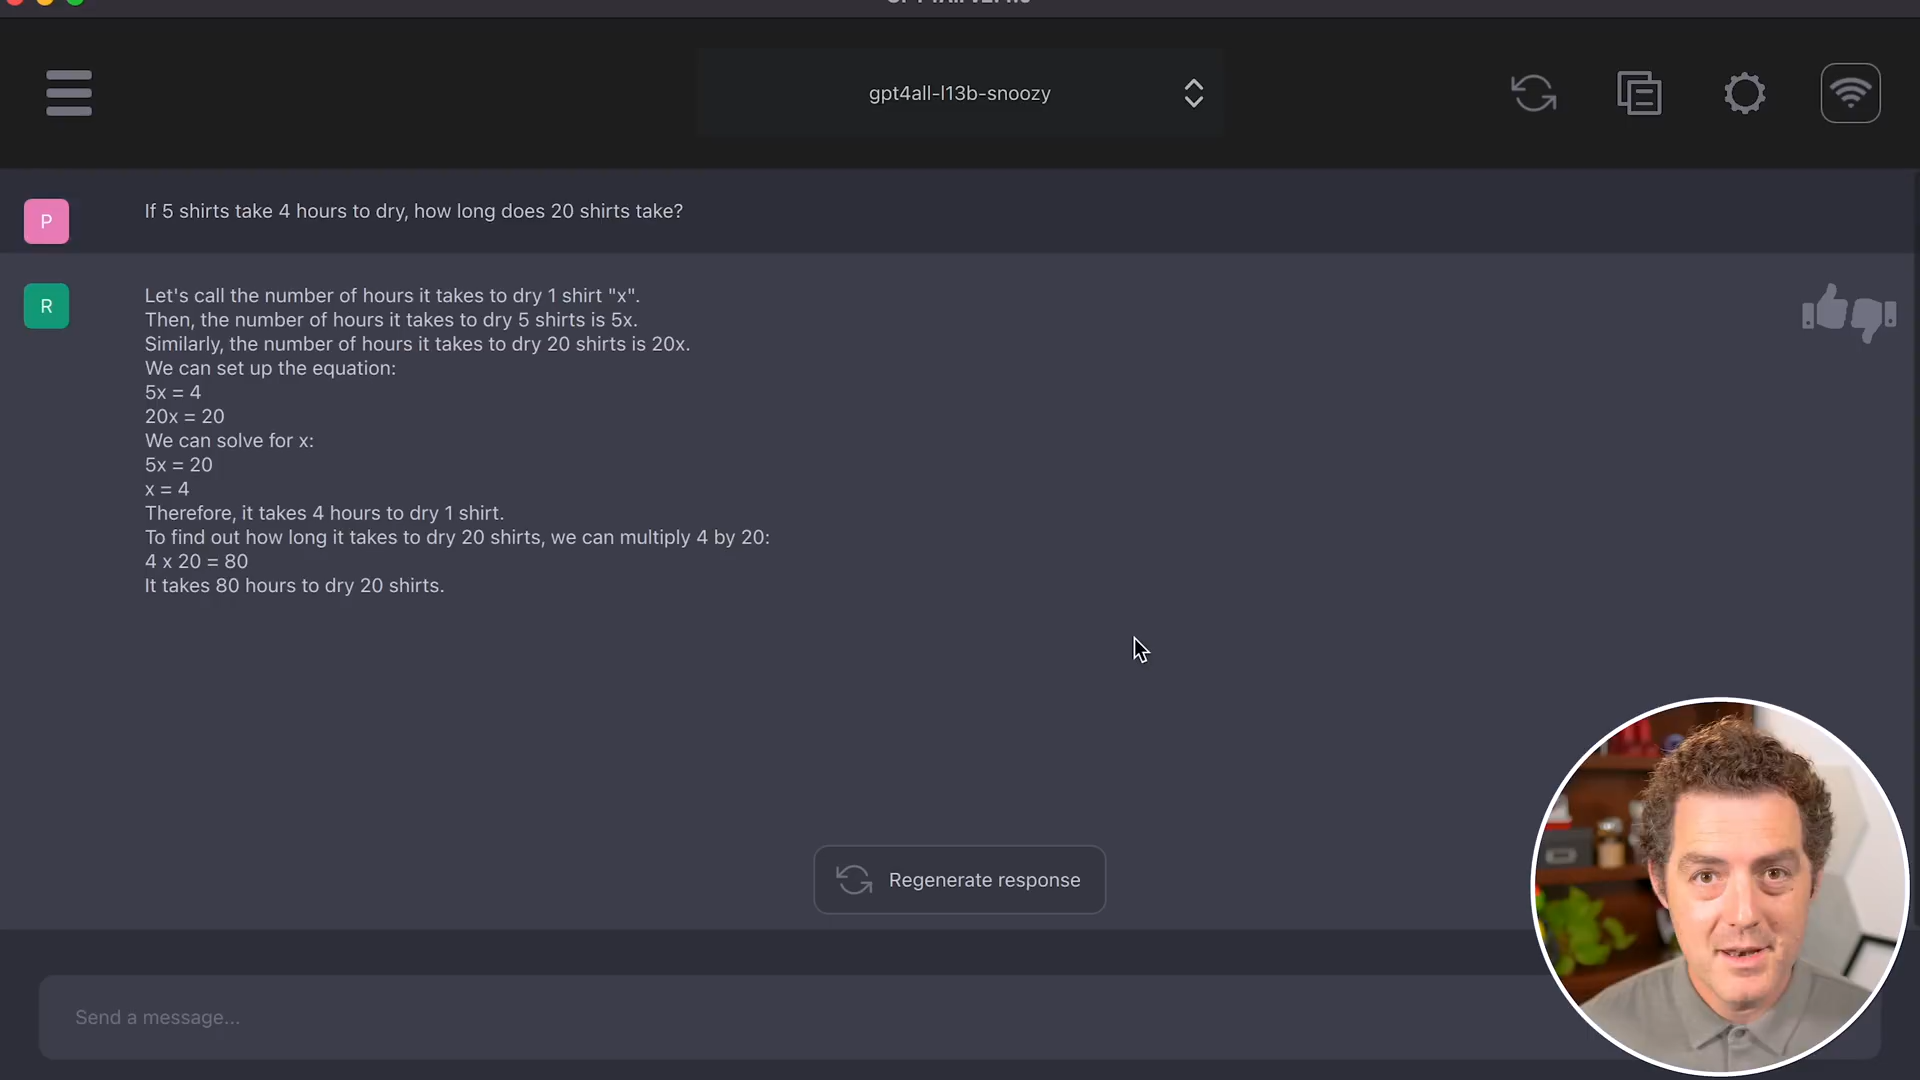 gpt4all-l13b-snoozy
P
If 5 shirts take 4 hours to dry, how long does 20 shirts take?
R
Let's call the number of hours it takes to dry 1 shirt "x".
Then, the number of hours it takes to dry 5 shirts is 5x.
Similarly, the number of hours it takes to dry 20 shirts is 20x.
We can set up the equation:
5x = 4
20x = 20
We can solve for x:
5x = 20
x = 4
Therefore, it takes 4 hours to dry 1 shirt.
To find out how long it takes to dry 20 shirts, we can multiply 4 by 20:
4 x 20 = 80
It takes 80 hours to dry 20 shirts.
Regenerate response
Send a message...